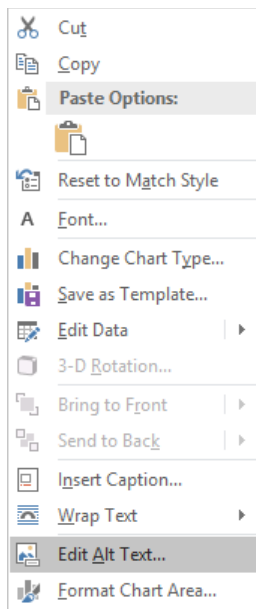 Cut
Copy
Paste Options:
Reset to Match Style
A Font...
Change Chart Type...
Save as Template...
Edit Data
3-D Rotation...
Bring to Front
Send to Back
Insert Caption...
Wrap Text
Edit Alt Text...
Format Chart Area...